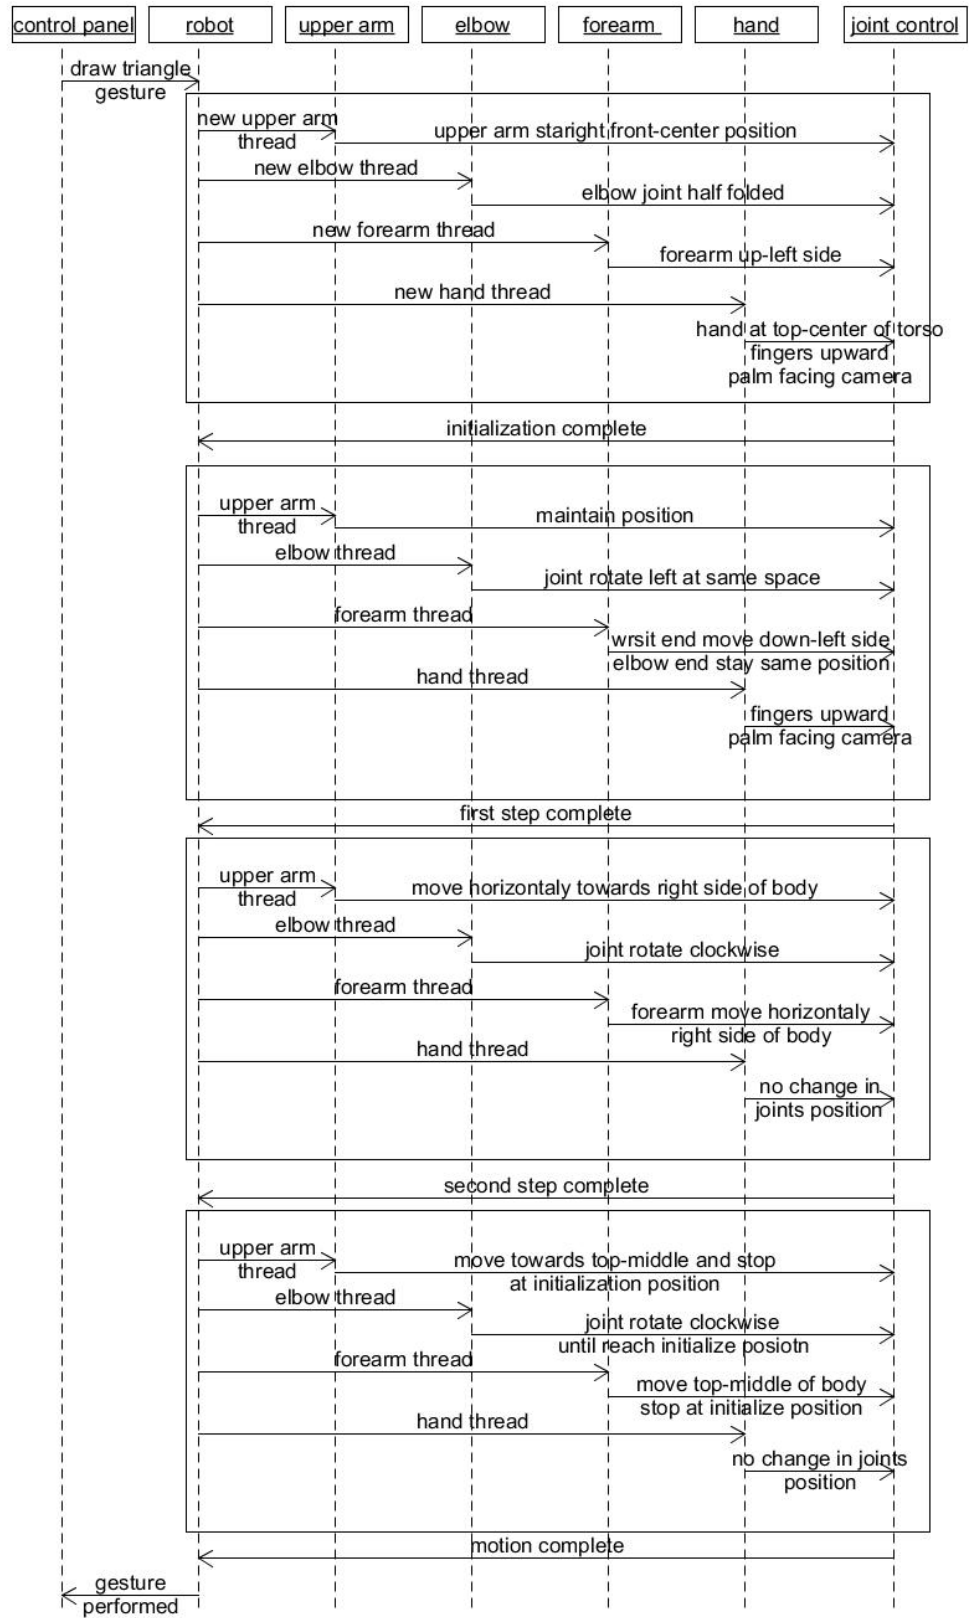 control panel
robot
upper arm
elbow
forearm
hand
joint control
draw triangle
gesture
new upper arm
thread
upper arm staright front-center position
new elbow thread
elbow joint half folded
new forearm thread
forearm up-left side
new hand thread
hand at top-center of torso
fingers upward
palm facing camera
initialization complete
upper arm
thread
maintain position
elbow thread
joint rotate left at same space
forearm thread
wrsit end move down-left side
elbow end stay same position
hand thread
fingers upward
palm facing camera
first step complete
upper arm
thread
move horizontaly towards right side of body
elbow thread
joint rotate clockwise
forearm thread
forearm move horizontaly
right side of body
hand thread
no change in
joints position
second step complete
upper arm
thread
move towards top-middle and stop
at initialization position
elbow thread
joint rotate clockwise
until reach initialize posiotn
forearm thread
move top-middle of body
stop at initialize position
hand thread
no change in joints
position
motion complete
gesture
performed